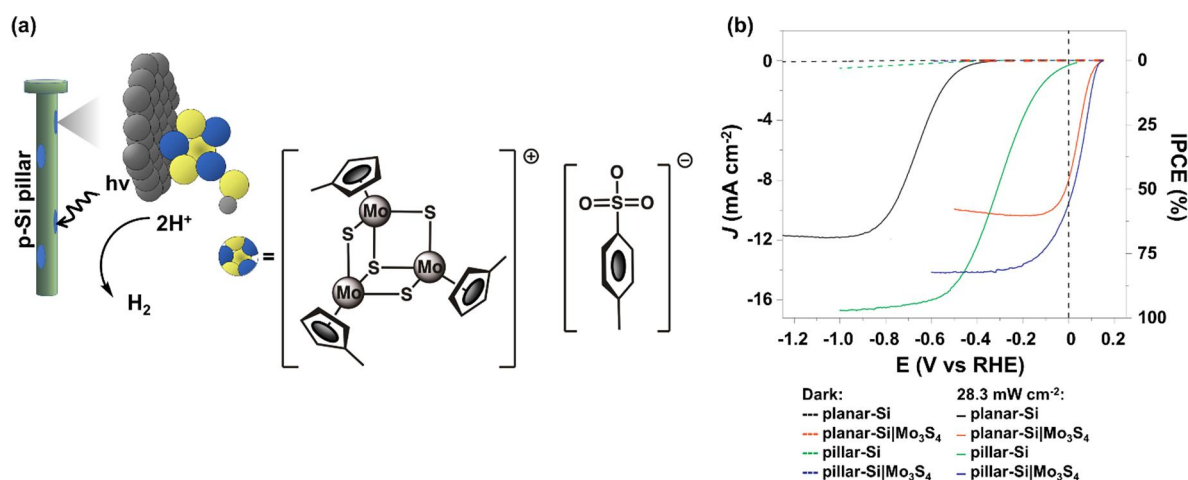 (a)
p-Si pillar
hν
2H⁺
H₂
=
⊕
Mo
S
S
S
Mo
Mo
S
⊖
O
O=S=O
(b)
0
-4
-8
-12
-16
J (mA cm⁻²)
0
25
50
75
100
IPCE (%)
-1.2 -1.0 -0.8 -0.6 -0.4 -0.2 0 0.2
E (V vs RHE)
Dark:
planar-Si
planar-Si|Mo₃S₄
pillar-Si
pillar-Si|Mo₃S₄
28.3 mW cm⁻²:
planar-Si
planar-Si|Mo₃S₄
pillar-Si
pillar-Si|Mo₃S₄